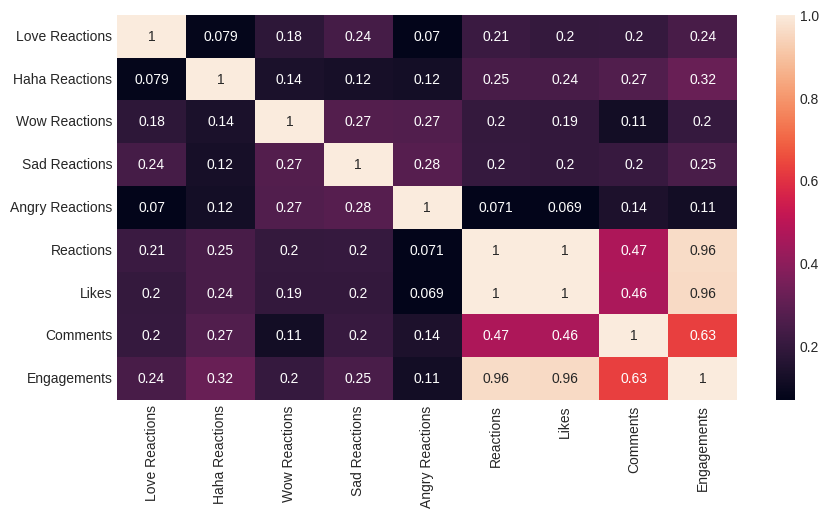 Love Reactions 1 0.079 0.18 0.24 0.07 0.21 0.2 0.2 0.24
Haha Reactions 0.079 1 0.14 0.12 0.12 0.25 0.24 0.27 0.32
Wow Reactions 0.18 0.14 1 0.27 0.27 0.2 0.19 0.11 0.2
Sad Reactions 0.24 0.12 0.27 1 0.28 0.2 0.2 0.2 0.25
Angry Reactions 0.07 0.12 0.27 0.28 1 0.071 0.069 0.14 0.11
Reactions 0.21 0.25 0.2 0.2 0.071 1 1 0.47 0.96
Likes 0.2 0.24 0.19 0.2 0.069 1 1 0.46 0.96
Comments 0.2 0.27 0.11 0.2 0.14 0.47 0.46 1 0.63
Engagements 0.24 0.32 0.2 0.25 0.11 0.96 0.96 0.63 1
Love Reactions
Haha Reactions
Wow Reactions
Sad Reactions
Angry Reactions
Reactions
Likes
Comments
Engagements
1.0
0.8
0.6
0.4
0.2